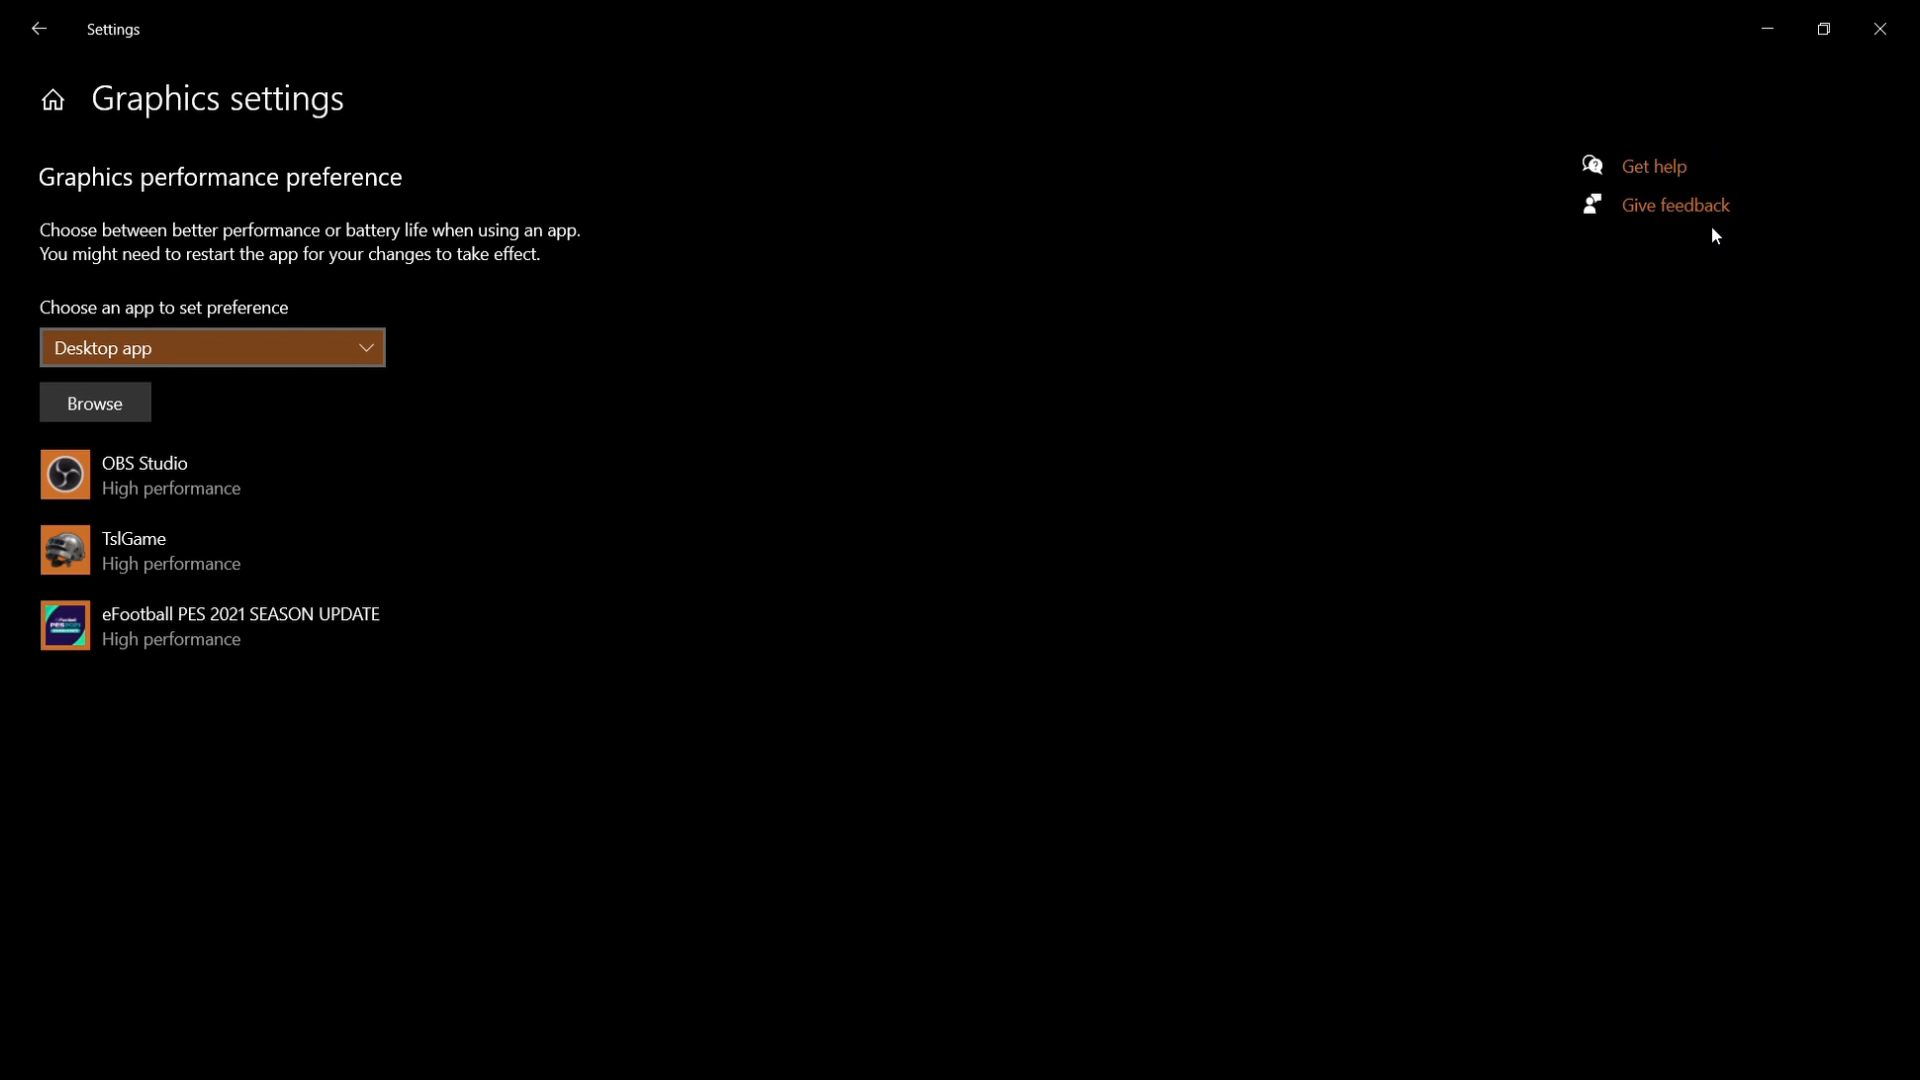 Settings
Graphics settings
Graphics performance preference
Choose between better performance or battery life when using an app.
You might need to restart the app for your changes to take effect.
Choose an app to set preference
Desktop app
Browse
OBS Studio
High performance
TslGame
High performance
eFootball PES 2021 SEASON UPDATE
High performance
Get help
Give feedback